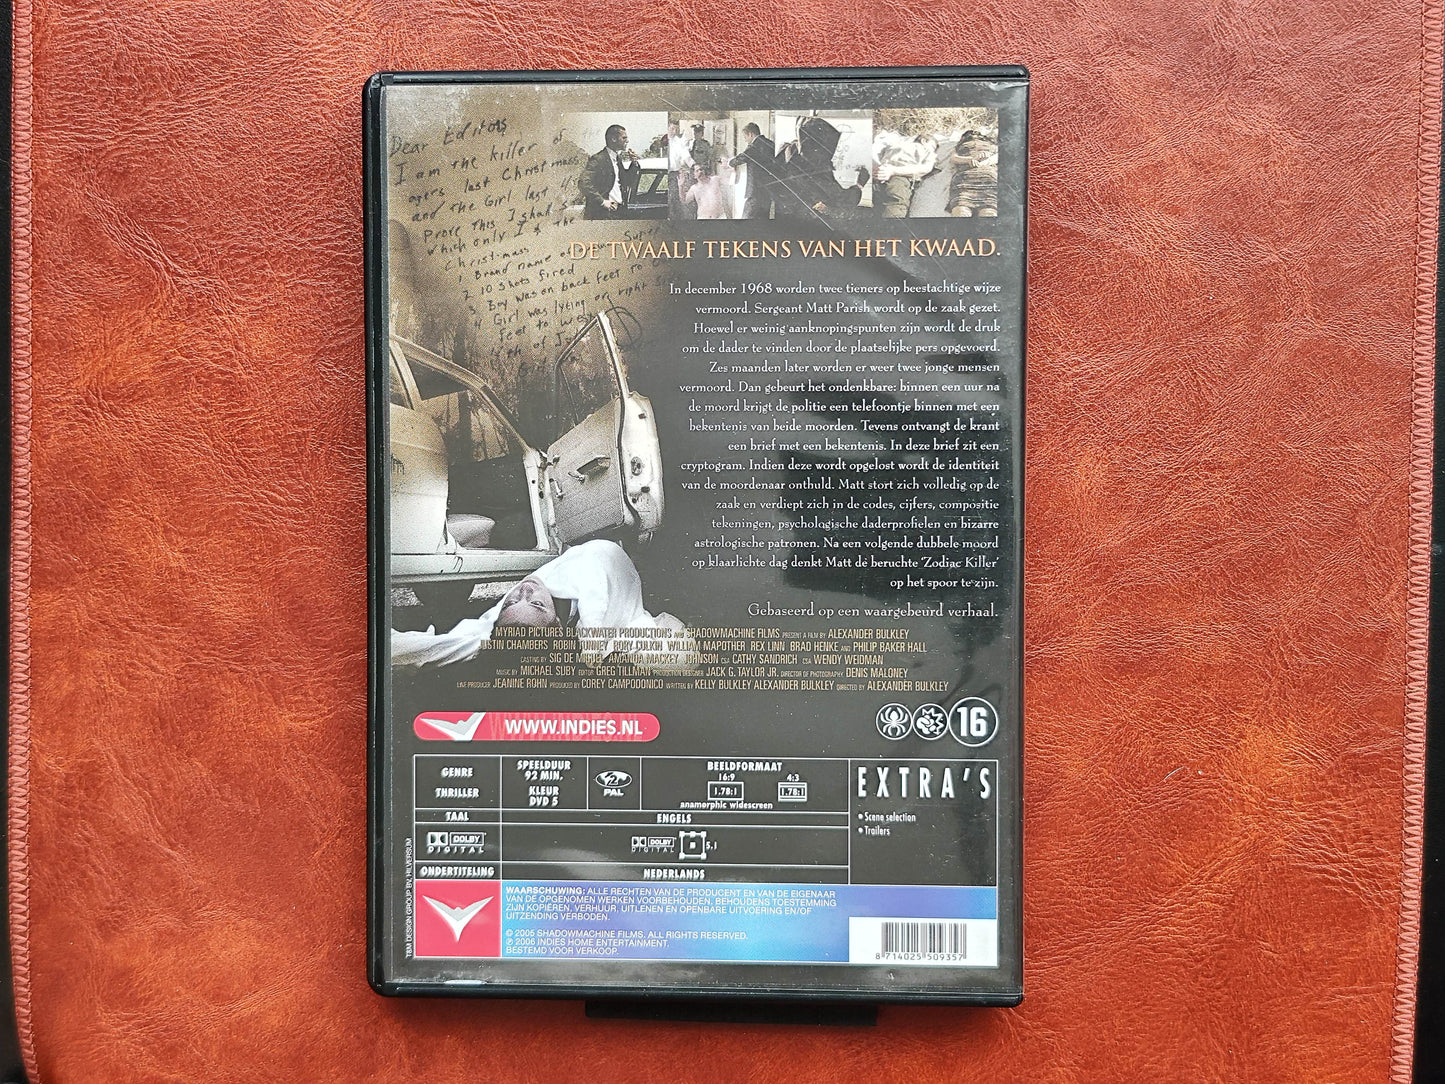 Dear Editors
I am the killer of the
agers last Christmass
and the Girl last 4
Prove this I shall s
which only I & the
Christ-mass
1 Brand name Super
2 10 shots fired
3 Boy was on back feet to
4 Girl was lying on right
feet to we
4th of J
DE TWAALF TEKENS VAN HET KWAAD.
In december 1968 worden twee tieners op beestachtige wijze
vermoord. Sergeant Matt Parish wordt op de zaak gezet.
Hoewel er weinig aanknopingspunten zijn wordt de druk
om de dader te vinden door de plaatselijke pers opgevoerd.
Zes maanden later worden er weer twee jonge mensen
vermoord. Dan gebeurt het ondenkbare: binnen een uur na
de moord krijgt de politie een telefoontje binnen met een
bekentenis van beide moorden. Tevens ontvangt de krant
een brief met een bekentenis. In deze brief zit een
cryptogram. Indien deze wordt opgelost wordt de identiteit
van de moordenaar onthuld. Matt stort zich volledig op de
zaak en verdiept zich in de codes, cijfers, compositie
tekeningen, psychologische daderprofielen en bizarre
astrologische patronen. Na een volgende dubbele moord
op klaarlichte dag denkt Matt de beruchte 'Zodiac Killer'
op het spoor te zijn.
Gebaseerd op een waargebeurd verhaal.
MYRIAD PICTURES BLACKWATER PRODUCTIONS AND SHADOWMACHINE FILMS PRESENT A FILM BY ALEXANDER BULKLEY
JUSTIN CHAMBERS ROBIN TUNNEY RORY CULKIN WILLIAM MAPOTHER REX LINN BRAD HENKE AND PHILIP BAKER HALL
CASTING BY SIG DE MIGUEL AMANDA MACKEY JOHNSON CSA CATHY SANDRICH CSA WENDY WEIDMAN
MUSIC BY MICHAEL SUBY EDITOR GREG TILLMAN PRODUCTION DESIGNER JACK G. TAYLOR JR. DIRECTOR OF PHOTOGRAPHY DENIS MALONEY
LINE PRODUCER JEANINE ROHN PRODUCED BY COREY CAMPODONICO WRITTEN BY KELLY BULKLEY ALEXANDER BULKLEY DIRECTED BY ALEXANDER BULKLEY
WWW.INDIES.NL
16
GENRE
THRILLER
SPEELDUUR
92 MIN.
KLEUR
DVD 5
2
PAL
BEELDFORMAAT
16:9 4:3
1.78:1 1.78:1
anamorphic widescreen
EXTRA'S
• Scene selection
• Trailers
TAAL
ENGELS
DOLBY
DIGITAL
DOLBY
DIGITAL
5.1
ONDERTITELING
NEDERLANDS
WAARSCHUWING: ALLE RECHTEN VAN DE PRODUCENT EN VAN DE EIGENAAR
VAN DE OPGENOMEN WERKEN VOORBEHOUDEN. BEHOUDENS TOESTEMMING
ZIJN KOPIËREN, VERHUUR, UITLENEN EN OPENBARE UITVOERING EN/OF
UITZENDING VERBODEN.
© 2005 SHADOWMACHINE FILMS. ALL RIGHTS RESERVED.
℗ 2006 INDIES HOME ENTERTAINMENT.
BESTEMD VOOR VERKOOP.
8 714025 509357
T&M DESIGN GROUP BV, HILVERSUM